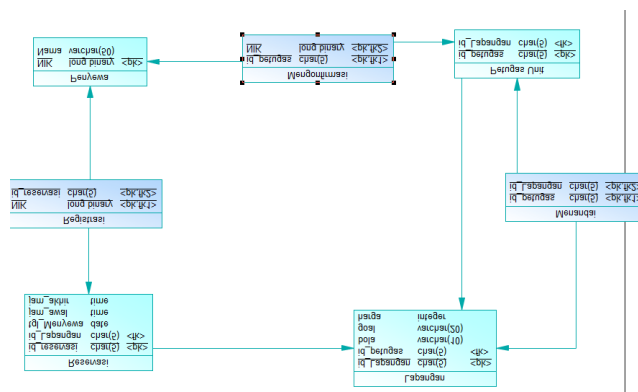 Reservasi
id_reservasi char(5) <pk>
id_Lapangan char(5) <fk>
tgl_Menyewa date
jam_awal time
jam_akhir time
Lapangan
id_Lapangan char(5) <pk>
id_petugas char(5) <fk>
bola varchar(10)
goal varchar(20)
harga integer
Registrasi
NIK long binary <pk,fk1>
id_reservasi char(5) <pk,fk2>
Menandai
id_petugas char(5) <pk,fk1>
id_Lapangan char(5) <pk,fk2>
Penyewa
NIK long binary <pk>
Nama varchar(50)
Mengonfirmasi
id_petugas char(5) <pk,fk1>
NIK long binary <pk,fk2>
Petugas Unit
id_petugas char(5) <pk>
id_Lapangan char(5) <fk>